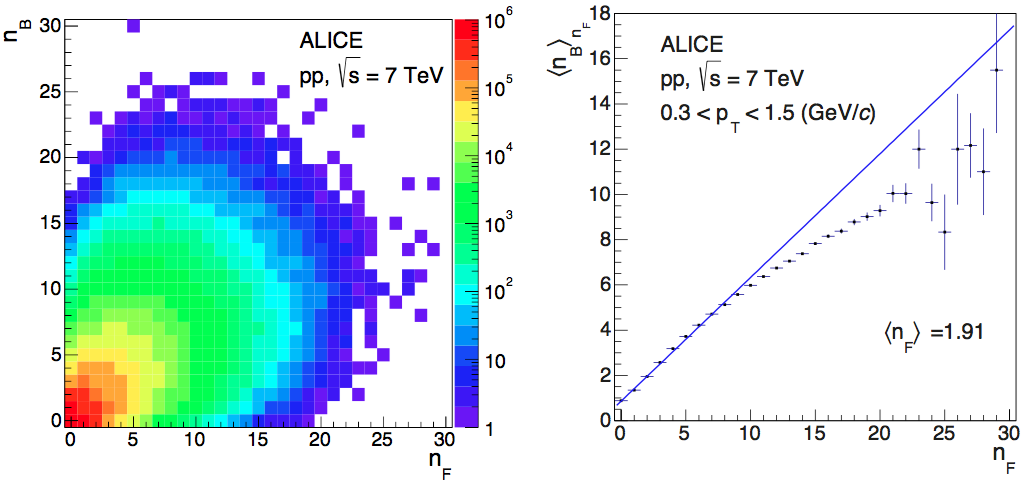 n_B
30
25
20
15
10
5
0
0 5 10 15 20 25 30
n_F
ALICE
pp, √s = 7 TeV
10^6
10^5
10^4
10^3
10^2
10
1
⟨n_B⟩_{n_F}
18
16
14
12
10
8
6
4
2
0
0 5 10 15 20 25 30
n_F
ALICE
pp, √s = 7 TeV
0.3 < p_T < 1.5 (GeV/c)
⟨n_F⟩ =1.91